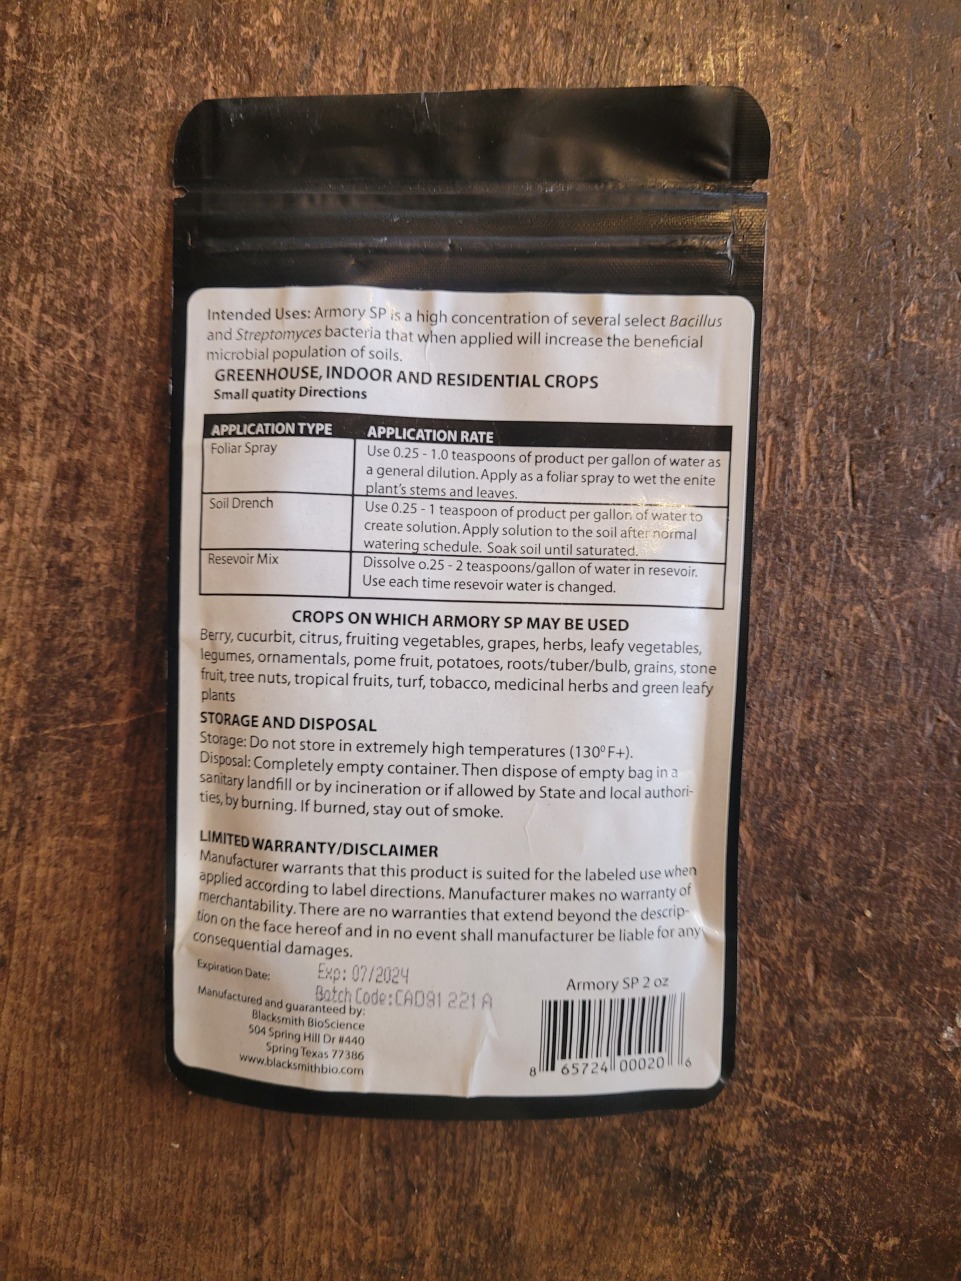 Intended Uses: Armory SP is a high concentration of several select Bacillus
and Streptomyces bacteria that when applied will increase the beneficial
microbial population of soils.
GREENHOUSE, INDOOR AND RESIDENTIAL CROPS
Small quatity Directions
APPLICATION TYPE APPLICATION RATE
Foliar Spray
Use 0.25 - 1.0 teaspoons of product per gallon of water as
a general dilution. Apply as a foliar spray to wet the enite
plant's stems and leaves.
Soil Drench
Use 0.25 - 1 teaspoon of product per gallon of water to
create solution. Apply solution to the soil after normal
watering schedule. Soak soil until saturated.
Resevoir Mix
Dissolve o.25 - 2 teaspoons/gallon of water in resevoir.
Use each time resevoir water is changed.
CROPS ON WHICH ARMORY SP MAY BE USED
Berry, cucurbit, citrus, fruiting vegetables, grapes, herbs, leafy vegetables,
legumes, ornamentals, pome fruit, potatoes, roots/tuber/bulb, grains, stone
fruit, tree nuts, tropical fruits, turf, tobacco, medicinal herbs and green leafy
plants
STORAGE AND DISPOSAL
Storage: Do not store in extremely high temperatures (130°F+).
Disposal: Completely empty container. Then dispose of empty bag in a
sanitary landfill or by incineration or if allowed by State and local authori-
ties, by burning. If burned, stay out of smoke.
LIMITED WARRANTY/DISCLAIMER
Manufacturer warrants that this product is suited for the labeled use when
applied according to label directions. Manufacturer makes no warranty of
merchantability. There are no warranties that extend beyond the descrip-
tion on the face hereof and in no event shall manufacturer be liable for any
consequential damages.
Expiration Date: Exp: 07/2024
Batch Code: CA081 221 A
Manufactured and guaranteed by:
Blacksmith BioScience
504 Spring Hill Dr #440
Spring Texas 77386
www.blacksmithbio.com
Armory SP 2 oz
8 65724 00020 6